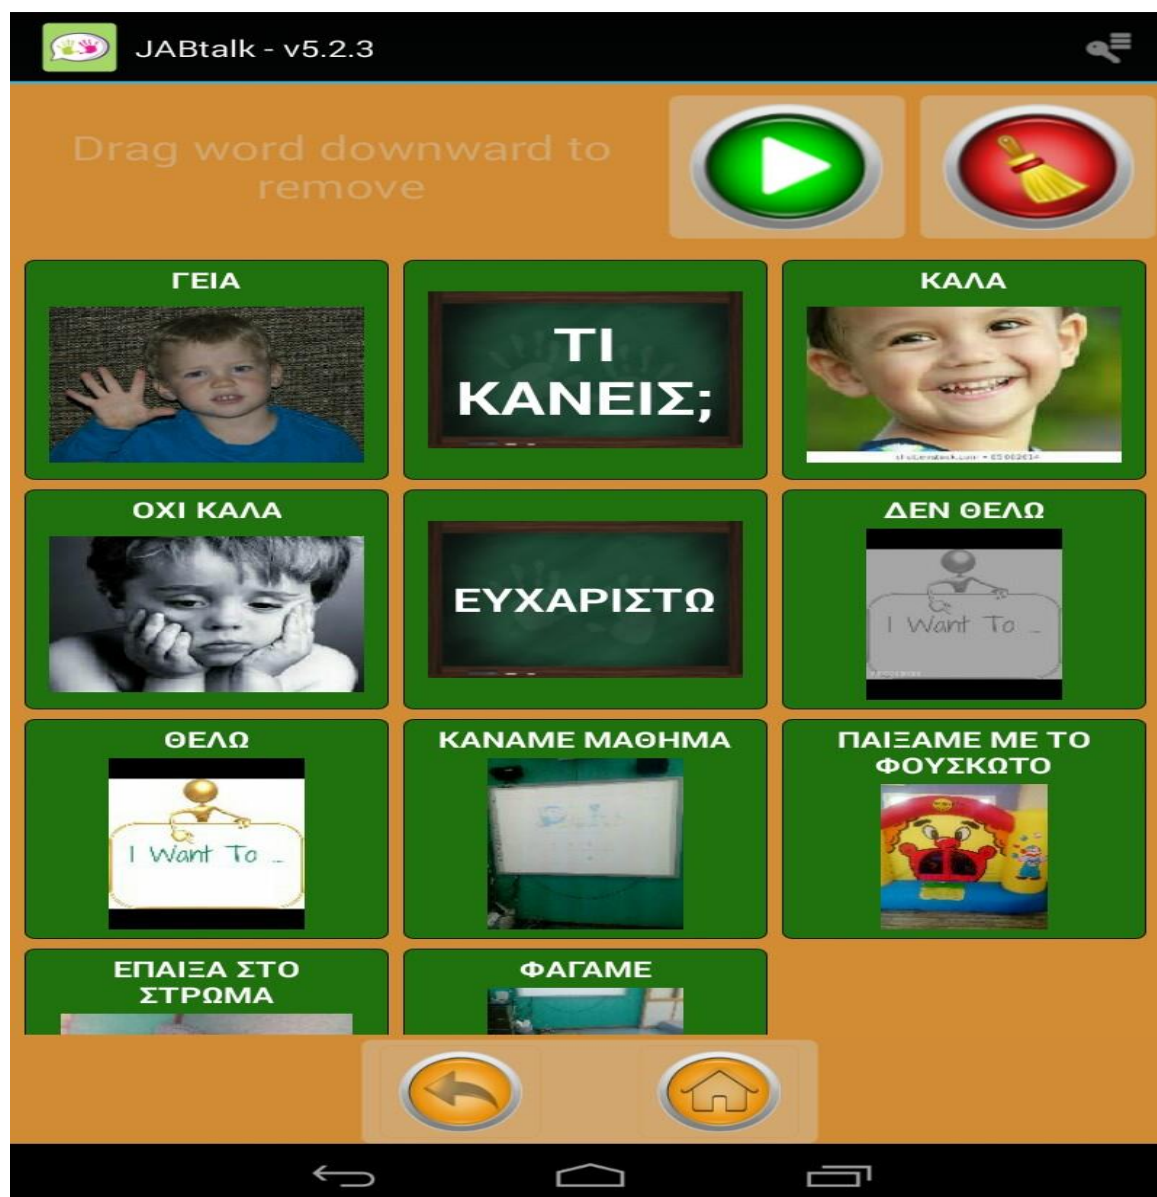 JABtalk - v5.2.3
Drag word downward to
remove
ΓΕΙΑ
ΤΙ
ΚΑΝΕΙΣ;
ΚΑΛΑ
ΟΧΙ ΚΑΛΑ
ΕΥΧΑΡΙΣΤΩ
ΔΕΝ ΘΕΛΩ
I Want To _
ΘΕΛΩ
I Want To _
ΚΑΝΑΜΕ ΜΑΘΗΜΑ
ΠΑΙΞΑΜΕ ΜΕ ΤΟ
ΦΟΥΣΚΩΤΟ
ΕΠΑΙΞΑ ΣΤΟ
ΣΤΡΩΜΑ
ΦΑΓΑΜΕ